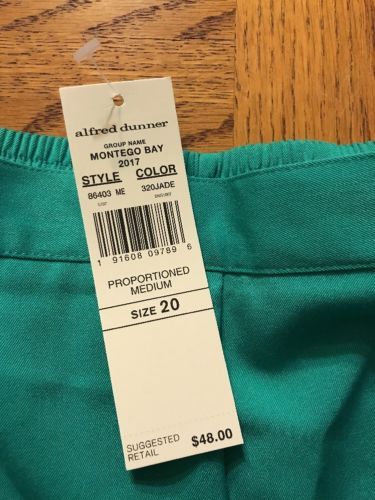 alfred dunner
GROUP NAME
MONTEGO BAY
2017
STYLE COLOR
86403 ME 320JADE
1 91608 09789 6
PROPORTIONED
MEDIUM
SIZE 20
SUGGESTED
RETAIL $48.00